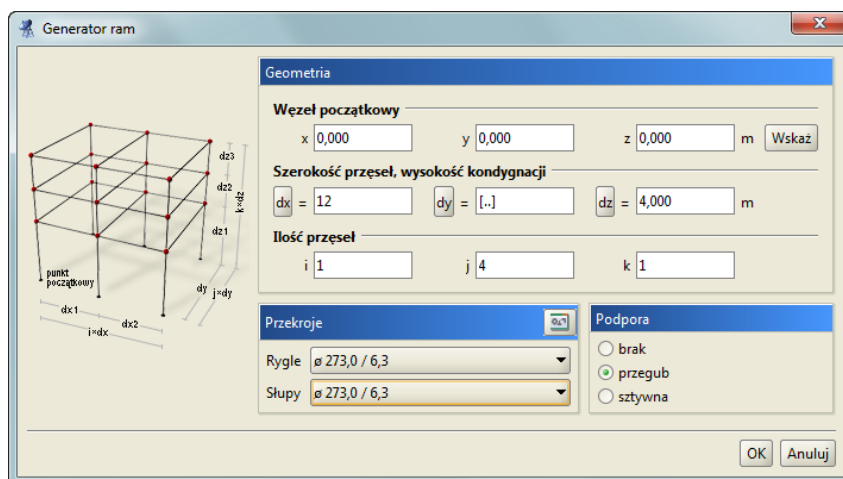 Generator ram
Geometria
Węzeł początkowy
x 0,000 y 0,000 z 0,000 m Wskaż
Szerokość przęseł, wysokość kondygnacji
dx = 12 dy = [..] dz = 4,000 m
Ilość przęseł
i 1 j 4 k 1
dz3
dz2
k×dz
dz1
punkt
początkowy
dy j×dy
dx1
dx2
i×dx
Przekroje
Rygle ø 273,0 / 6,3
Słupy ø 273,0 / 6,3
Podpora
brak
przegub
sztywna
OK Anuluj